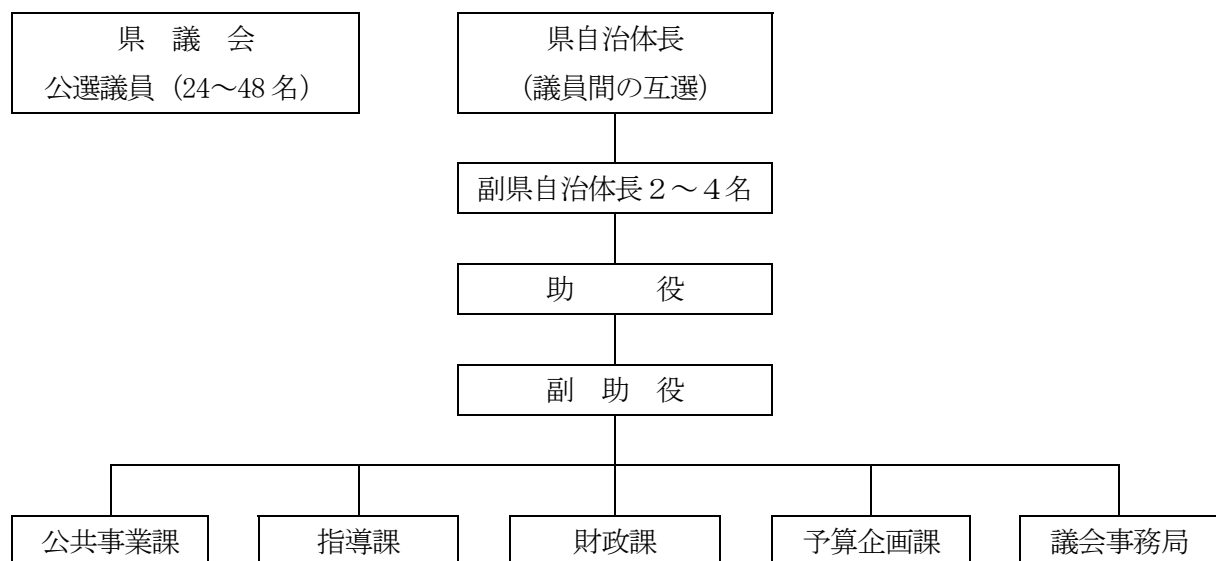 県　議　会
公選議員（24～48 名）
県自治体長
（議員間の互選）
副県自治体長２～４名
助　　　役
副　助　役
公共事業課
指導課
財政課
予算企画課
議会事務局